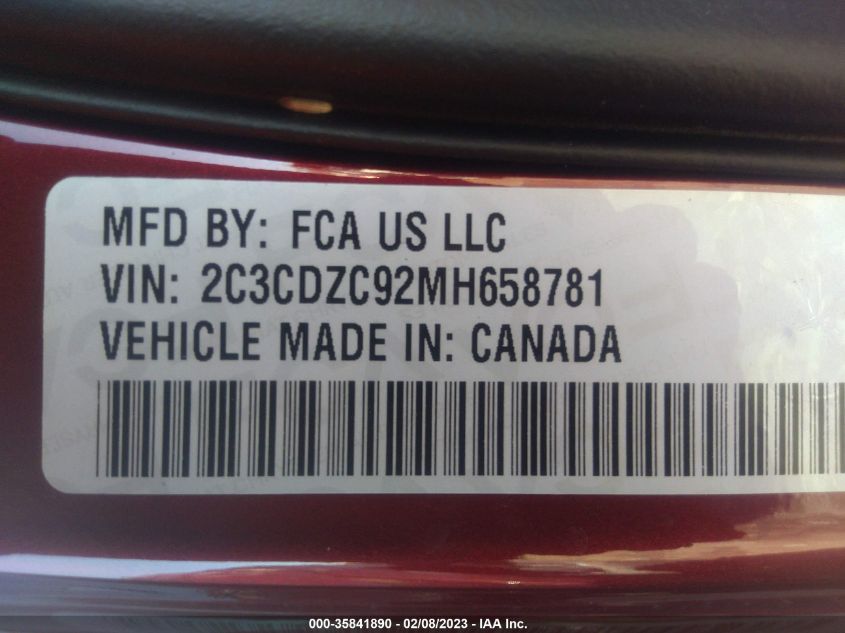 MFD BY: FCA US LLC
VIN: 2C3CDZC92MH658781
VEHICLE MADE IN: CANADA
000-35841890 - 02/08/2023 - IAA Inc.